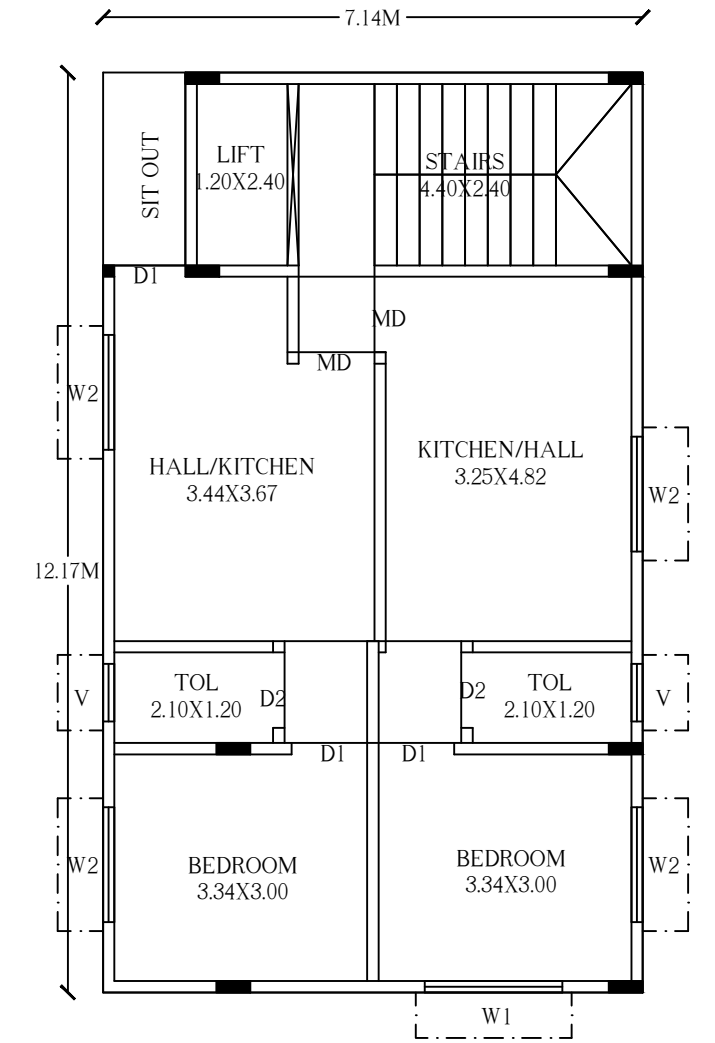 7.14M
SIT OUT
LIFT
1.20X2.40
STAIRS
4.40X2.40
D1
MD
MD
W2
HALL/KITCHEN
3.44X3.67
KITCHEN/HALL
3.25X4.82
W2
12.17M
V
TOL
2.10X1.20
D2
D2
TOL
2.10X1.20
V
D1
D1
W2
BEDROOM
3.34X3.00
BEDROOM
3.34X3.00
W2
W1